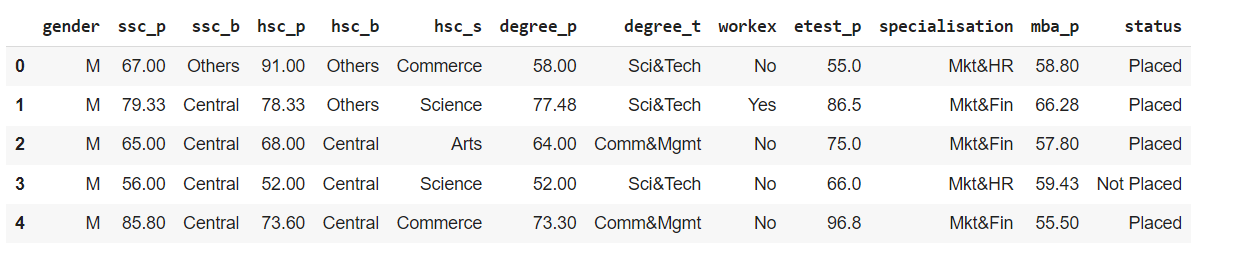 gender ssc_p ssc_b hsc_p hsc_b hsc_s degree_p degree_t workex etest_p specialisation mba_p status
0 M 67.00 Others 91.00 Others Commerce 58.00 Sci&Tech No 55.0 Mkt&HR 58.80 Placed
1 M 79.33 Central 78.33 Others Science 77.48 Sci&Tech Yes 86.5 Mkt&Fin 66.28 Placed
2 M 65.00 Central 68.00 Central Arts 64.00 Comm&Mgmt No 75.0 Mkt&Fin 57.80 Placed
3 M 56.00 Central 52.00 Central Science 52.00 Sci&Tech No 66.0 Mkt&HR 59.43 Not Placed
4 M 85.80 Central 73.60 Central Commerce 73.30 Comm&Mgmt No 96.8 Mkt&Fin 55.50 Placed